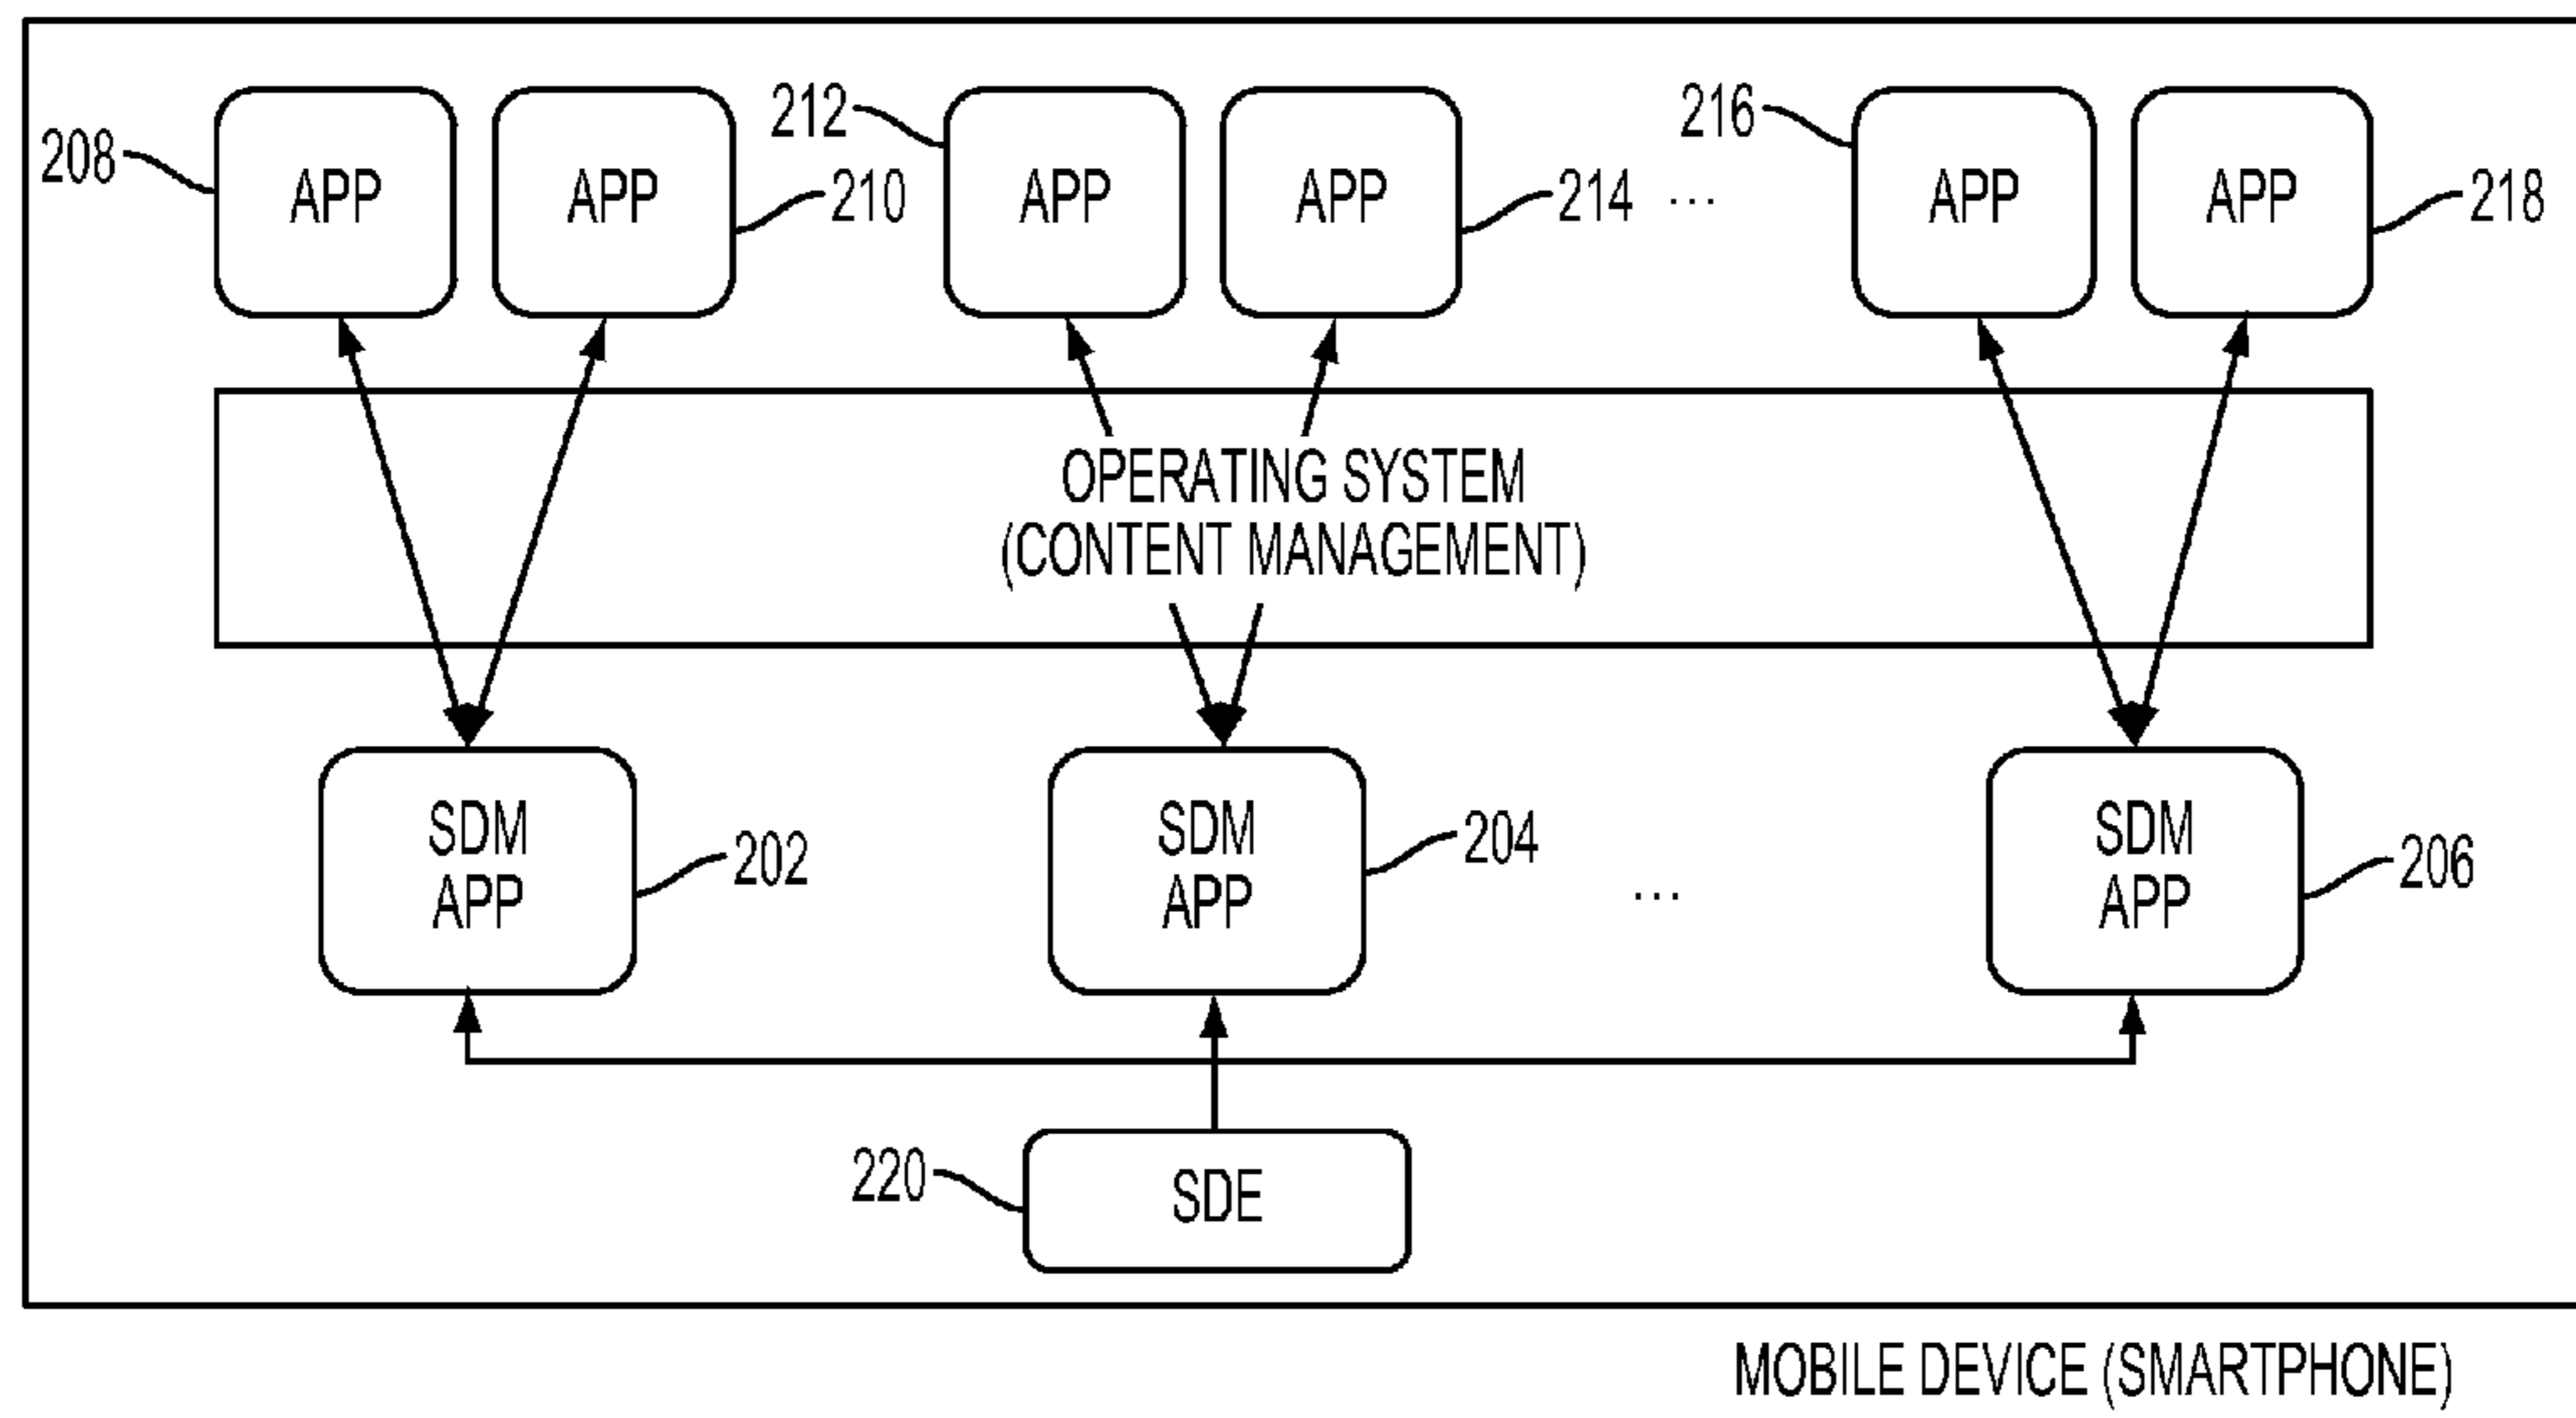 212
216
208
APP
APP
210
APP
APP
214 ...
APP
APP
218
OPERATING SYSTEM
(CONTENT MANAGEMENT)
SDM
APP
202
SDM
APP
204
...
SDM
APP
206
220
SDE
MOBILE DEVICE (SMARTPHONE)